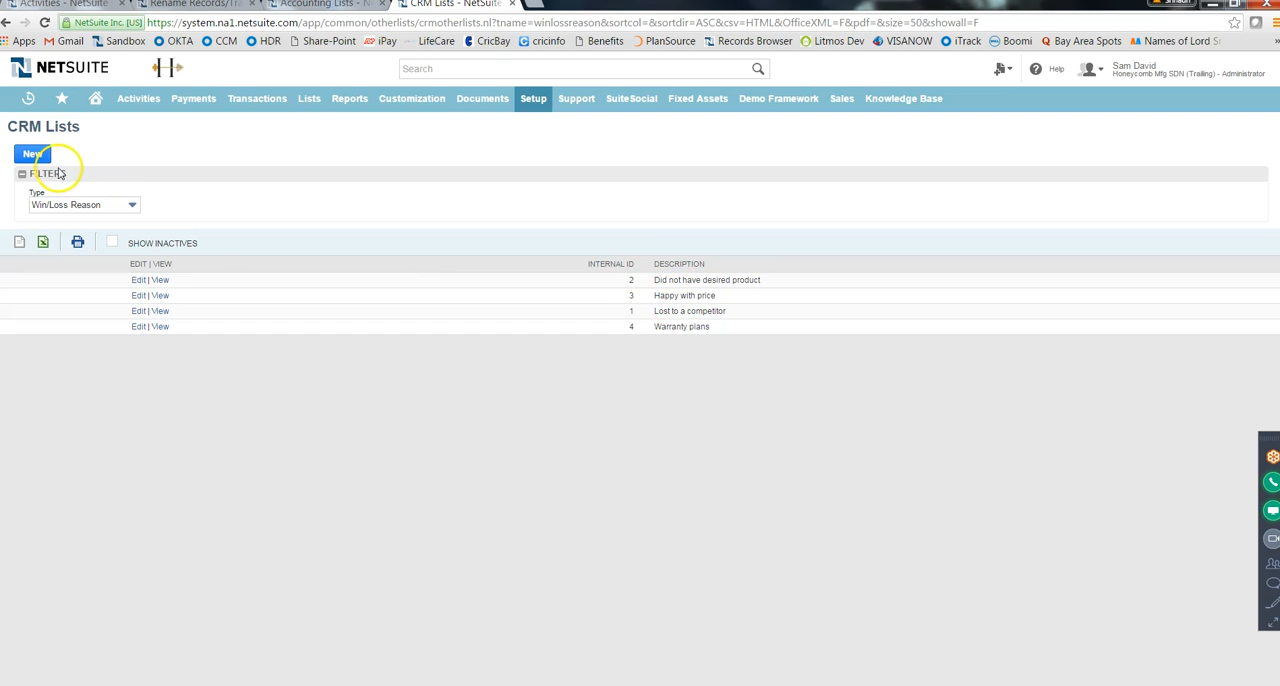 Activities - NetSuite × Rename Records/Tra × Accounting Lists - N × CRM Lists - NetSuite ×
NetSuite Inc. [US] https://system.na1.netsuite.com/app/common/otherlists/crmotherlists.nl?tname=winlossreason&sortcol=&sortdir=ASC&csv=HTML&OfficeXML=F&pdf=&size=50&showall=F
Apps Gmail Sandbox OKTA CCM HDR Share-Point iPay CricBay Benefits PlanSource Records Browser Litmos Dev VISANOW iTrack Boomi Bay Area Spots Names of Lord
NETSUITE H Search Help Sam David
Honeycomb Mfg SDN (Trailing) - Administrator
Activities Payments Transactions Lists Reports Customization Documents Setup Support SuiteSocial Fixed Assets Demo Framework Sales Knowledge Base
CRM Lists
New
FILTERS
Type
Win/Loss Reason
SHOW INACTIVES
EDIT | VIEW INTERNAL ID DESCRIPTION
Edit | View 2 Did not have desired product
Edit | View 3 Happy with price
Edit | View 1 Lost to a competitor
Edit | View 4 Warranty plans